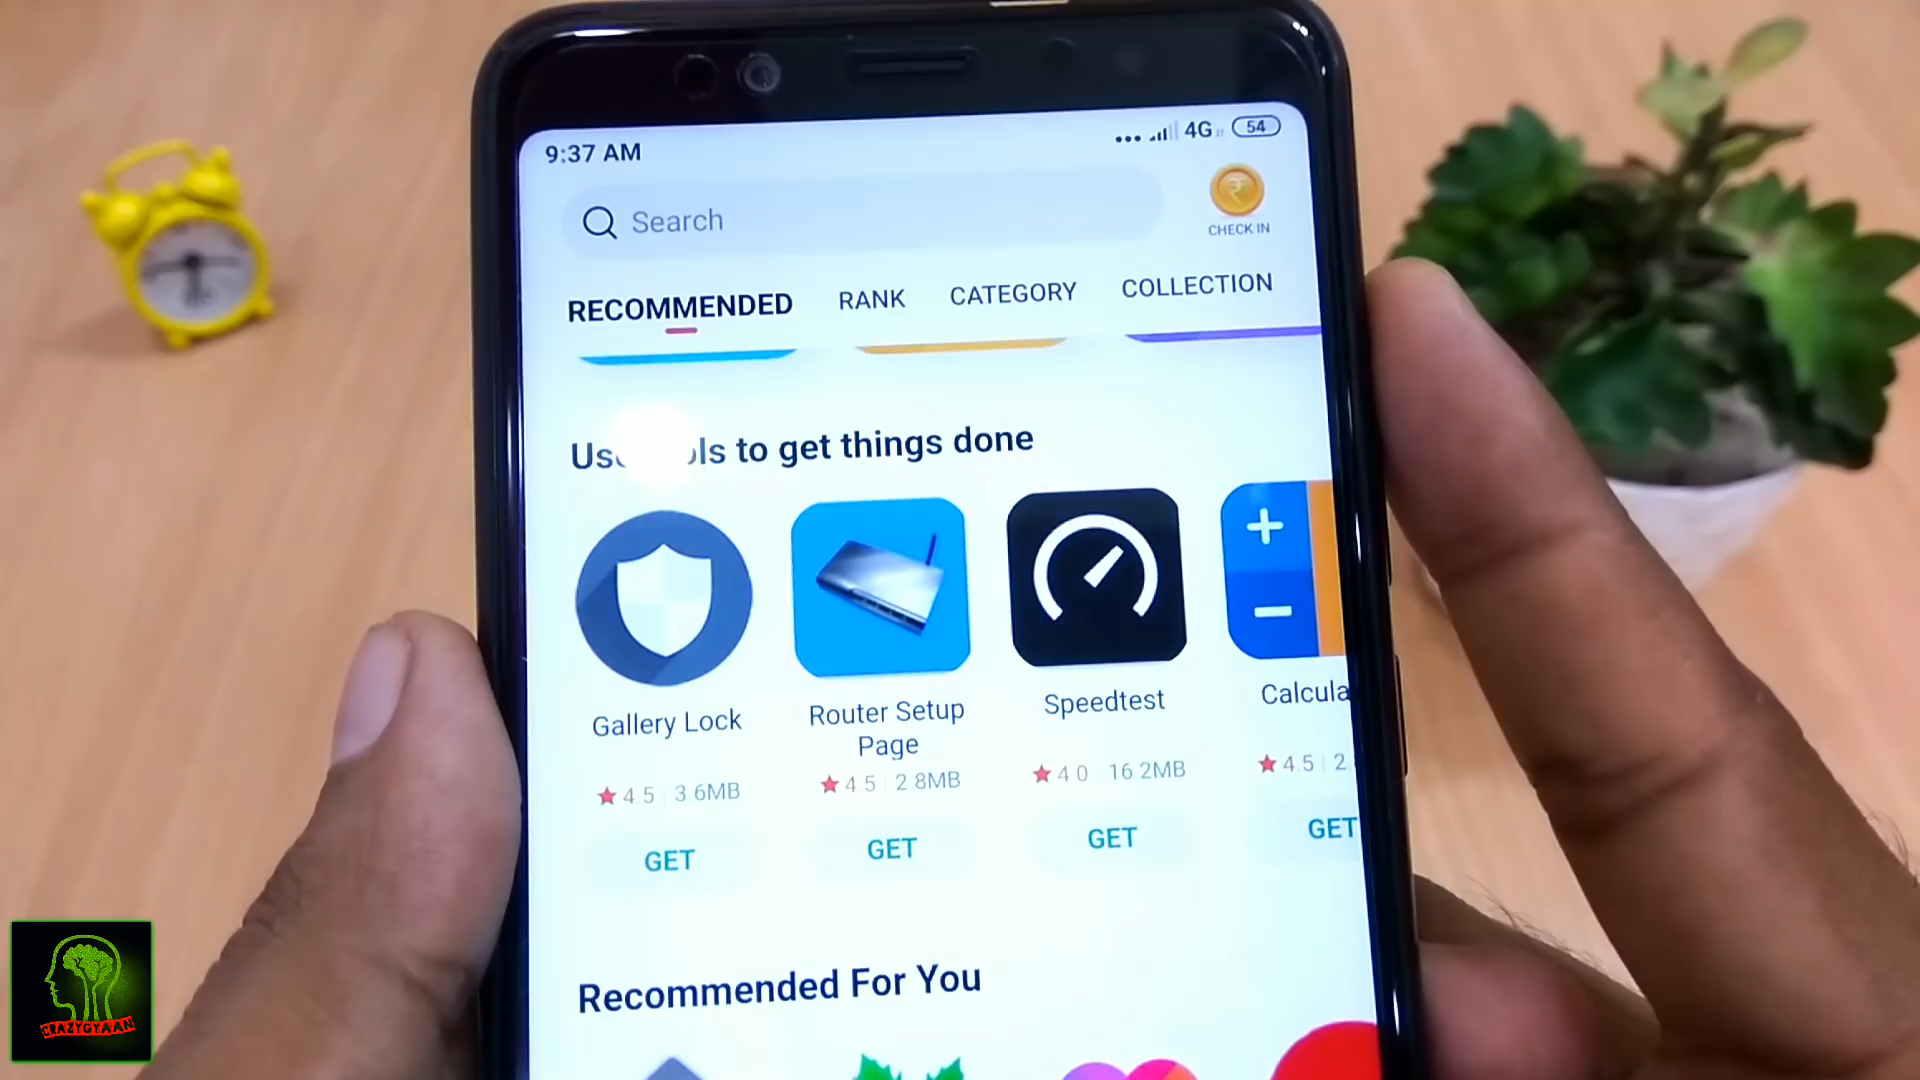 9:37 AM
4G
54
Search
CHECK IN
RECOMMENDED RANK CATEGORY COLLECTION
to get things done
Gallery Lock
Router Setup
Page
Speedtest
Calcula
4.5 3 6MB
4 5 2 8MB
4 0 16 2MB
4.5 2.
GET
GET
GET
GET
Recommended For You
CRAZYGYAAN